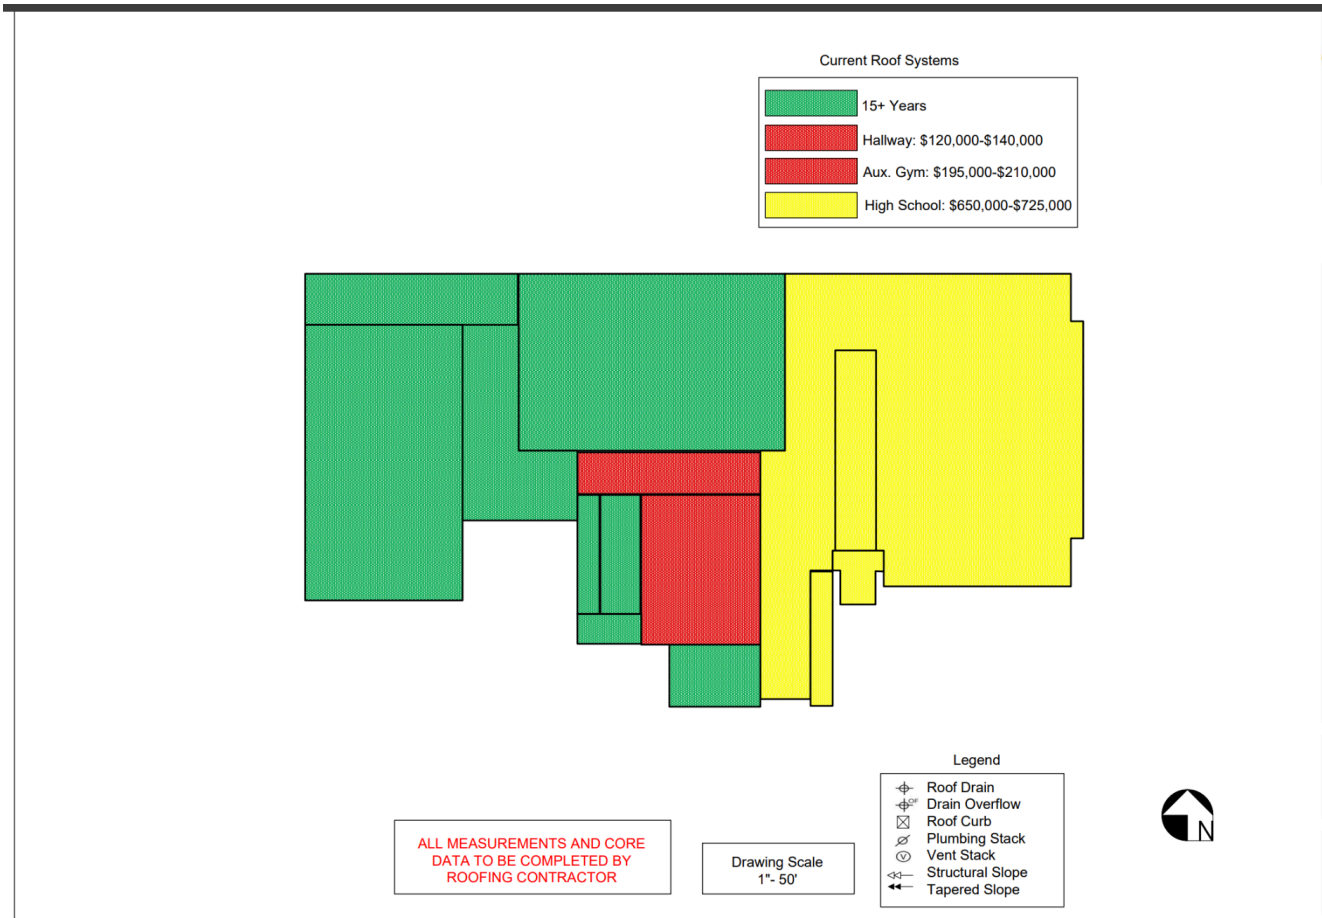 Current Roof Systems
15+ Years
Hallway: $120,000-$140,000
Aux. Gym: $195,000-$210,000
High School: $650,000-$725,000
Legend
Roof Drain
OF
Drain Overflow
Roof Curb
Plumbing Stack
V
Vent Stack
Structural Slope
Tapered Slope
ALL MEASUREMENTS AND CORE
DATA TO BE COMPLETED BY
ROOFING CONTRACTOR
Drawing Scale
1"- 50'
N